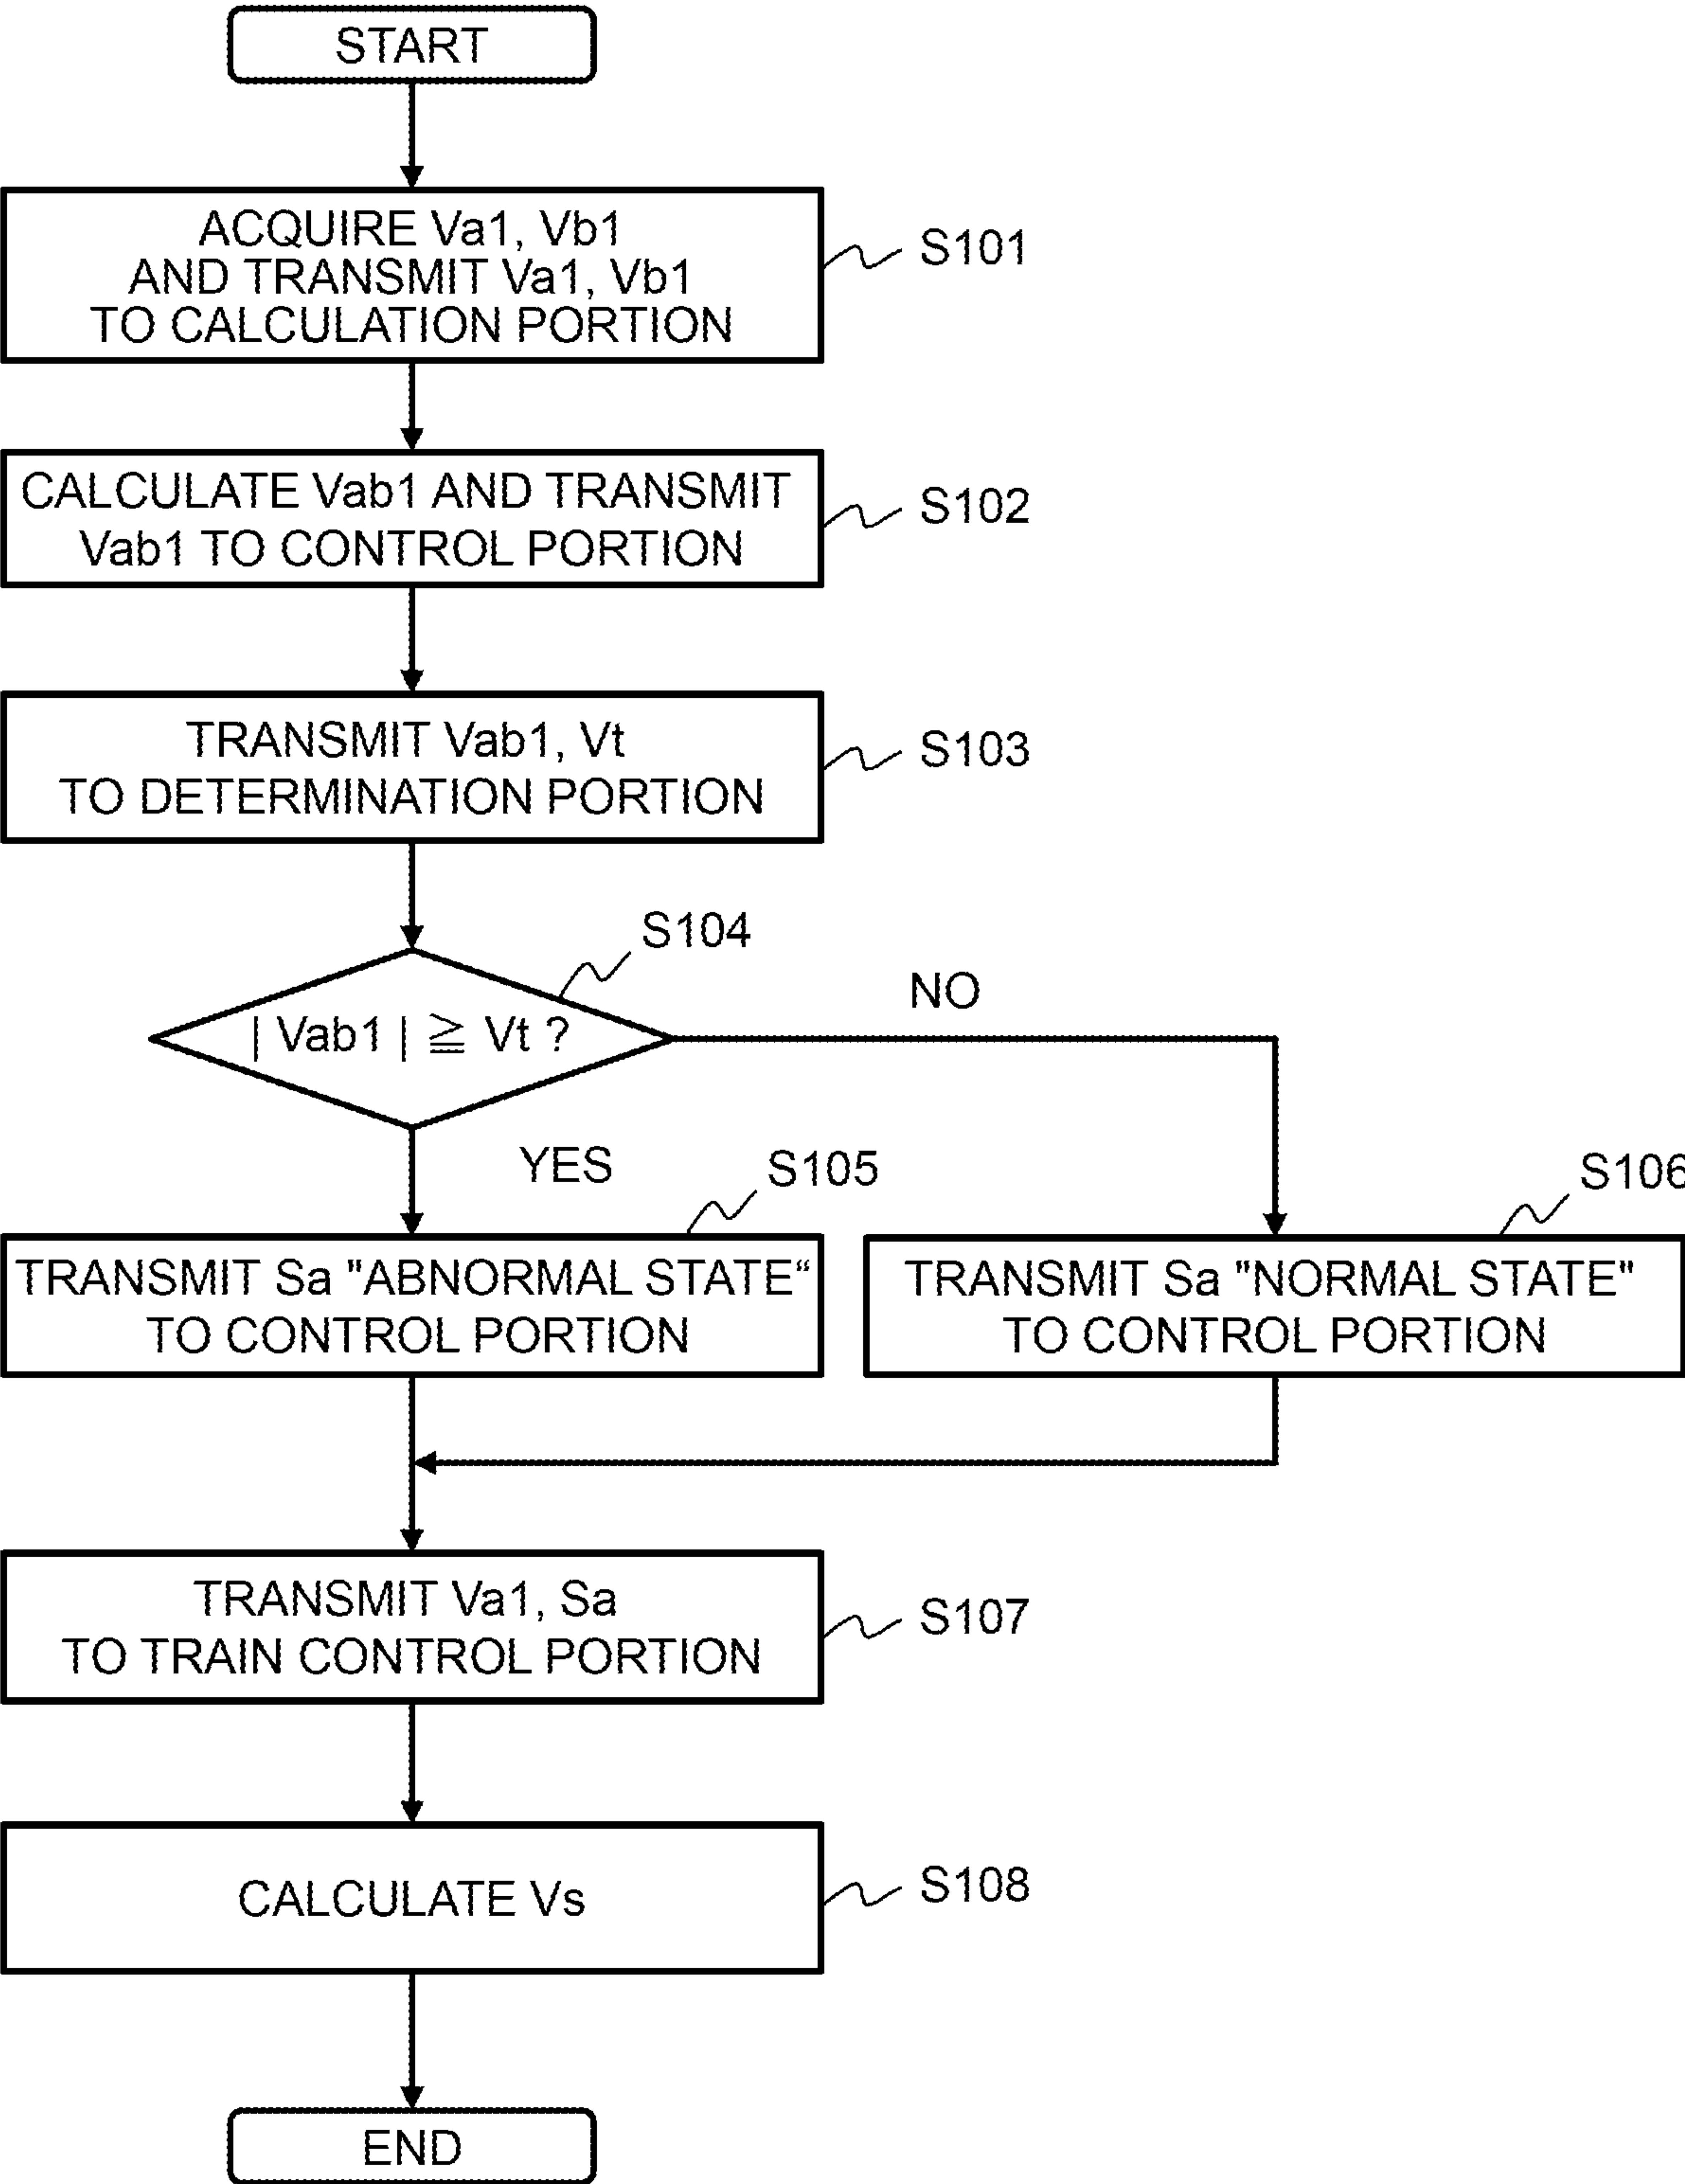 START
ACQUIRE Va1, Vb1
AND TRANSMIT Va1, Vb1
TO CALCULATION PORTION
S101
CALCULATE Vab1 AND TRANSMIT
Vab1 TO CONTROL PORTION
S102
TRANSMIT Vab1, Vt
TO DETERMINATION PORTION
S103
S104
| Vab1 | ≧ Vt ?
NO
YES
S105
TRANSMIT Sa "ABNORMAL STATE“
TO CONTROL PORTION
S106
TRANSMIT Sa "NORMAL STATE"
TO CONTROL PORTION
TRANSMIT Va1, Sa
TO TRAIN CONTROL PORTION
S107
CALCULATE Vs
S108
END